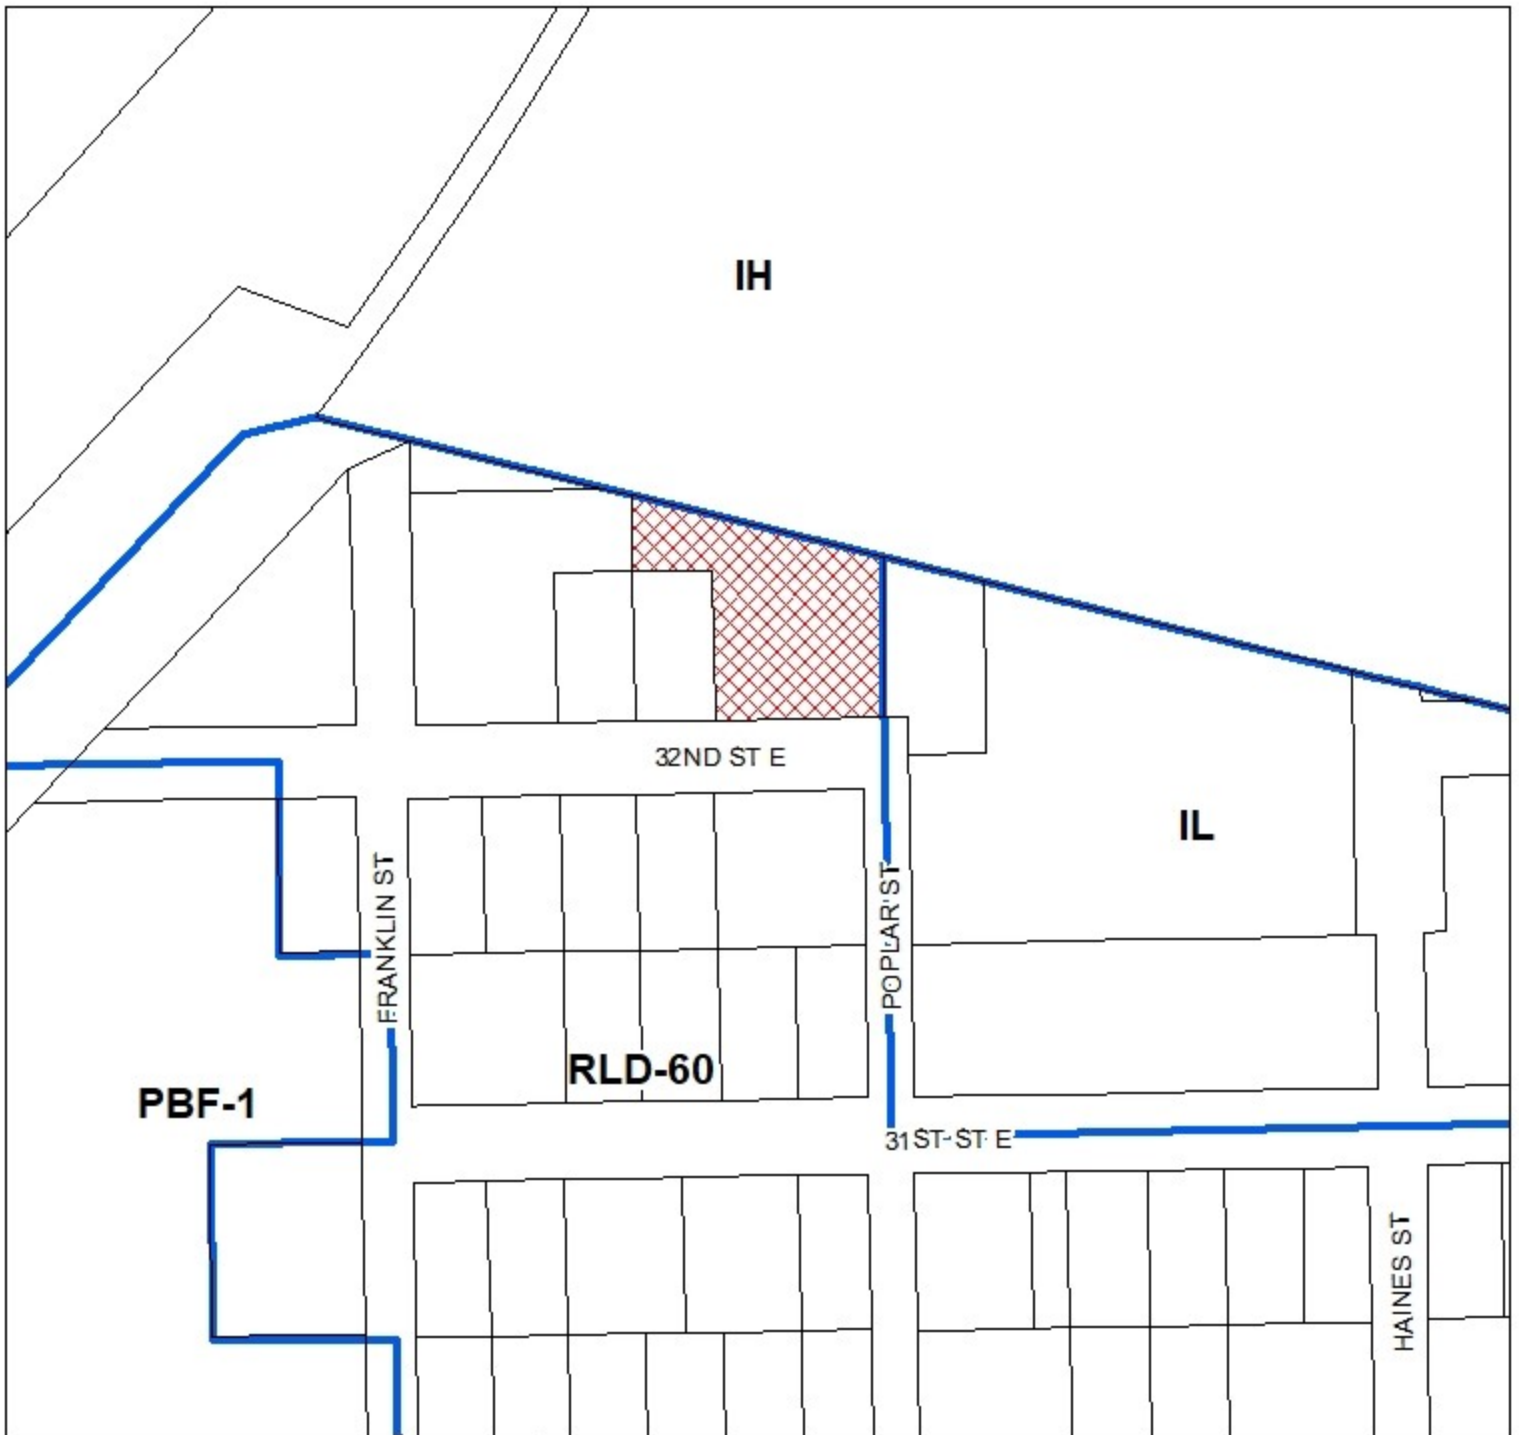 IH
32ND ST E
IL
FRANKLIN ST
POPLAR ST
RLD-60
PBF-1
31ST ST E
HAINES ST